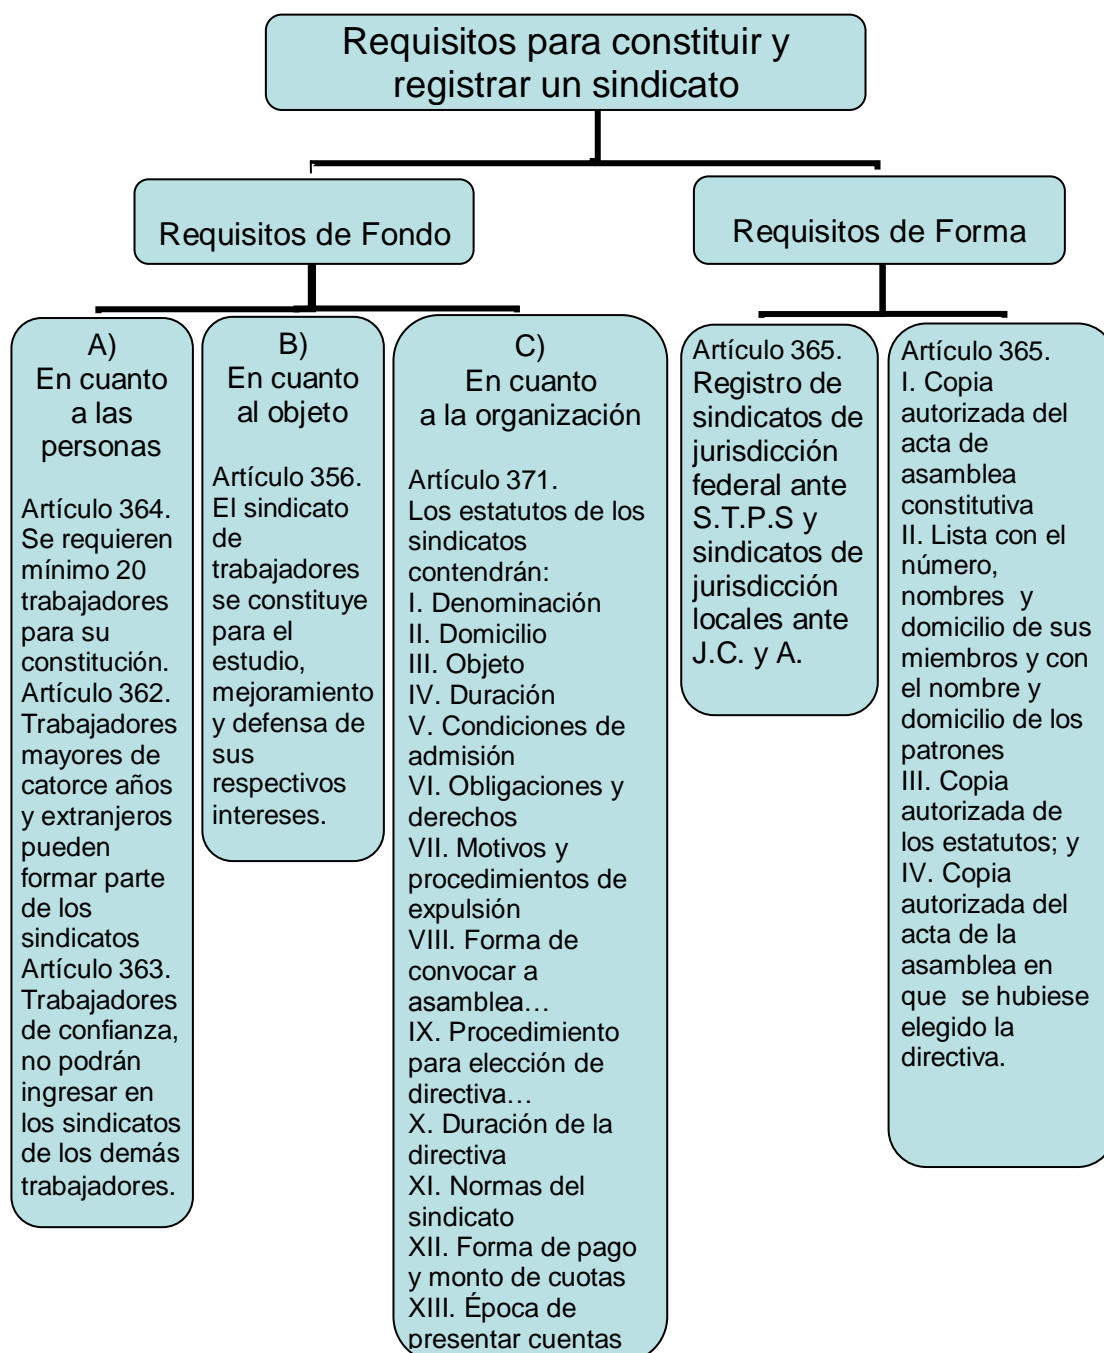 Requisitos para constituir y
registrar un sindicato
Requisitos de Fondo
Requisitos de Forma
A)
En cuanto
a las
personas
Artículo 364.
Se requieren
mínimo 20
trabajadores
para su
constitución.
Artículo 362.
Trabajadores
mayores de
catorce años
y extranjeros
pueden
formar parte
de los
sindicatos
Artículo 363.
Trabajadores
de confianza,
no podrán
ingresar en
los sindicatos
de los demás
trabajadores.
B)
En cuanto
al objeto
Artículo 356.
El sindicato
de
trabajadores
se constituye
para el
estudio,
mejoramiento
y defensa de
sus
respectivos
intereses.
C)
En cuanto
a la organización
Artículo 371.
Los estatutos de los
sindicatos
contendrán:
I. Denominación
II. Domicilio
III. Objeto
IV. Duración
V. Condiciones de
admisión
VI. Obligaciones y
derechos
VII. Motivos y
procedimientos de
expulsión
VIII. Forma de
convocar a
asamblea…
IX. Procedimiento
para elección de
directiva…
X. Duración de la
directiva
XI. Normas del
sindicato
XII. Forma de pago
y monto de cuotas
XIII. Época de
presentar cuentas
Artículo 365.
Registro de
sindicatos de
jurisdicción
federal ante
S.T.P.S y
sindicatos de
jurisdicción
locales ante
J.C. y A.
Artículo 365.
I. Copia
autorizada del
acta de
asamblea
constitutiva
II. Lista con el
número,
nombres y
domicilio de sus
miembros y con
el nombre y
domicilio de los
patrones
III. Copia
autorizada de
los estatutos; y
IV. Copia
autorizada del
acta de la
asamblea en
que se hubiese
elegido la
directiva.